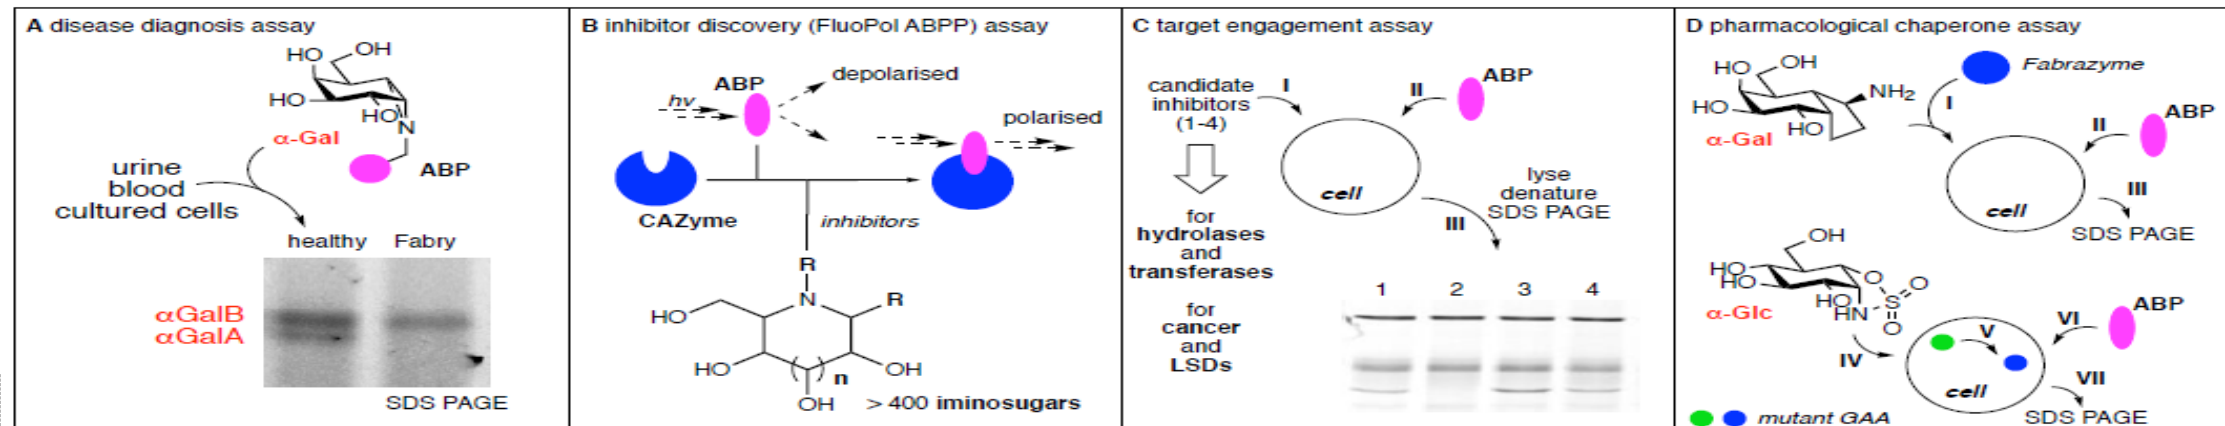 A disease diagnosis assay
HO
OH
HO
HO
N
α-Gal
ABP
urine
blood
cultured cells
healthy Fabry
αGalB
αGalA
SDS PAGE
B inhibitor discovery (FluoPol ABPP) assay
ABP
depolarised
hν
polarised
CAZyme
inhibitors
R
N
R
HO
HO
( )n
OH
OH
> 400 iminosugars
C target engagement assay
candidate
inhibitors
(1-4)
I
II
ABP
cell
for
hydrolases
and
transferases
for
cancer
and
LSDs
lyse
denature
SDS PAGE
III
1 2 3 4
D pharmacological chaperone assay
HO
OH
HO
HO
NH2
α-Gal
Fabrazyme
I
II
ABP
cell
III
SDS PAGE
OH
HO
HO
HO
O
S
O
O
HN
α-Glc
IV
V
VI
ABP
cell
VII
SDS PAGE
mutant GAA